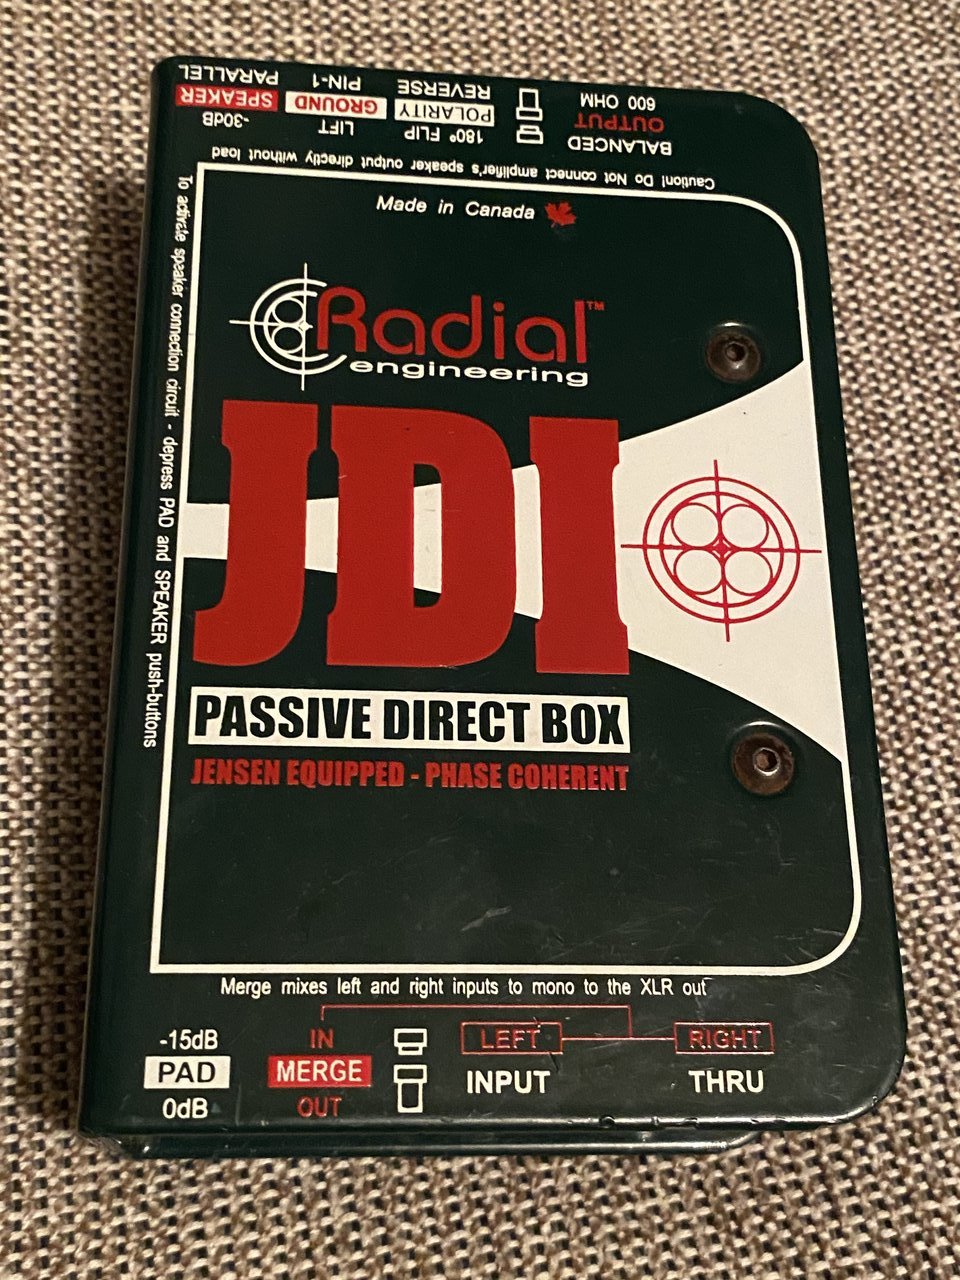 PARALLEL PIN-1 REVERSE
SPEAKER GROUND POLARITY
-30dB LIFT 180° FLIP
600 OHM
OUTPUT
BALANCED
Caution! Do Not connect amplifier's speaker output directly without load
To activate speaker connection circuit - depress PAD and SPEAKER push-buttons
Made in Canada
Radial™
engineering
JDI
PASSIVE DIRECT BOX
JENSEN EQUIPPED - PHASE COHERENT
Merge mixes left and right inputs to mono to the XLR out
-15dB IN LEFT RIGHT
PAD MERGE INPUT THRU
0dB OUT